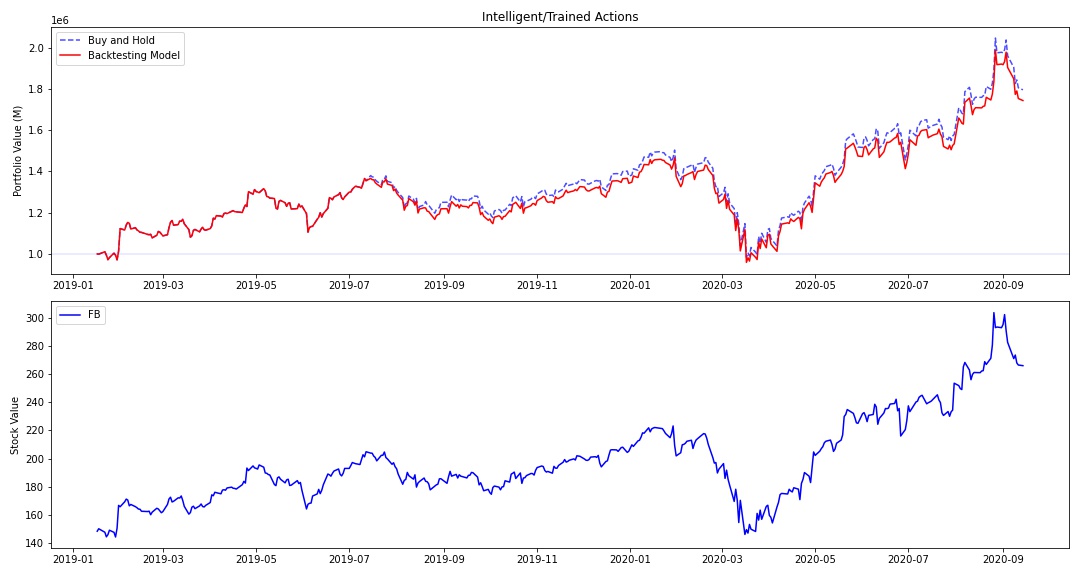 Intelligent/Trained Actions
1e6
Buy and Hold
Backtesting Model
Portfolio Value (M)
2.0
1.8
1.6
1.4
1.2
1.0
2019-01 2019-03 2019-05 2019-07 2019-09 2019-11 2020-01 2020-03 2020-05 2020-07 2020-09
FB
Stock Value
300
280
260
240
220
200
180
160
140
2019-01 2019-03 2019-05 2019-07 2019-09 2019-11 2020-01 2020-03 2020-05 2020-07 2020-09